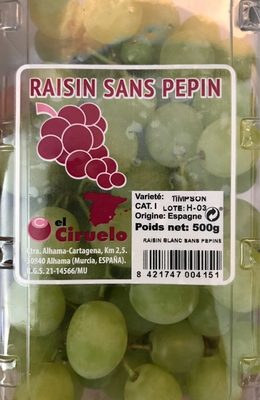 RAISIN SANS PEPIN
Varieté: TIMPSON
CAT. I LOTE: H-03
Origine: Espagne
Poids net: 500g
RAISIN BLANC SANS PEPINS
8 421747 004151
el
Ciruelo
Ctra. Alhama-Cartagena, Km 2,5.
30840 Alhama (Murcia, ESPAÑA).
R.G.S. 21-14566/MU